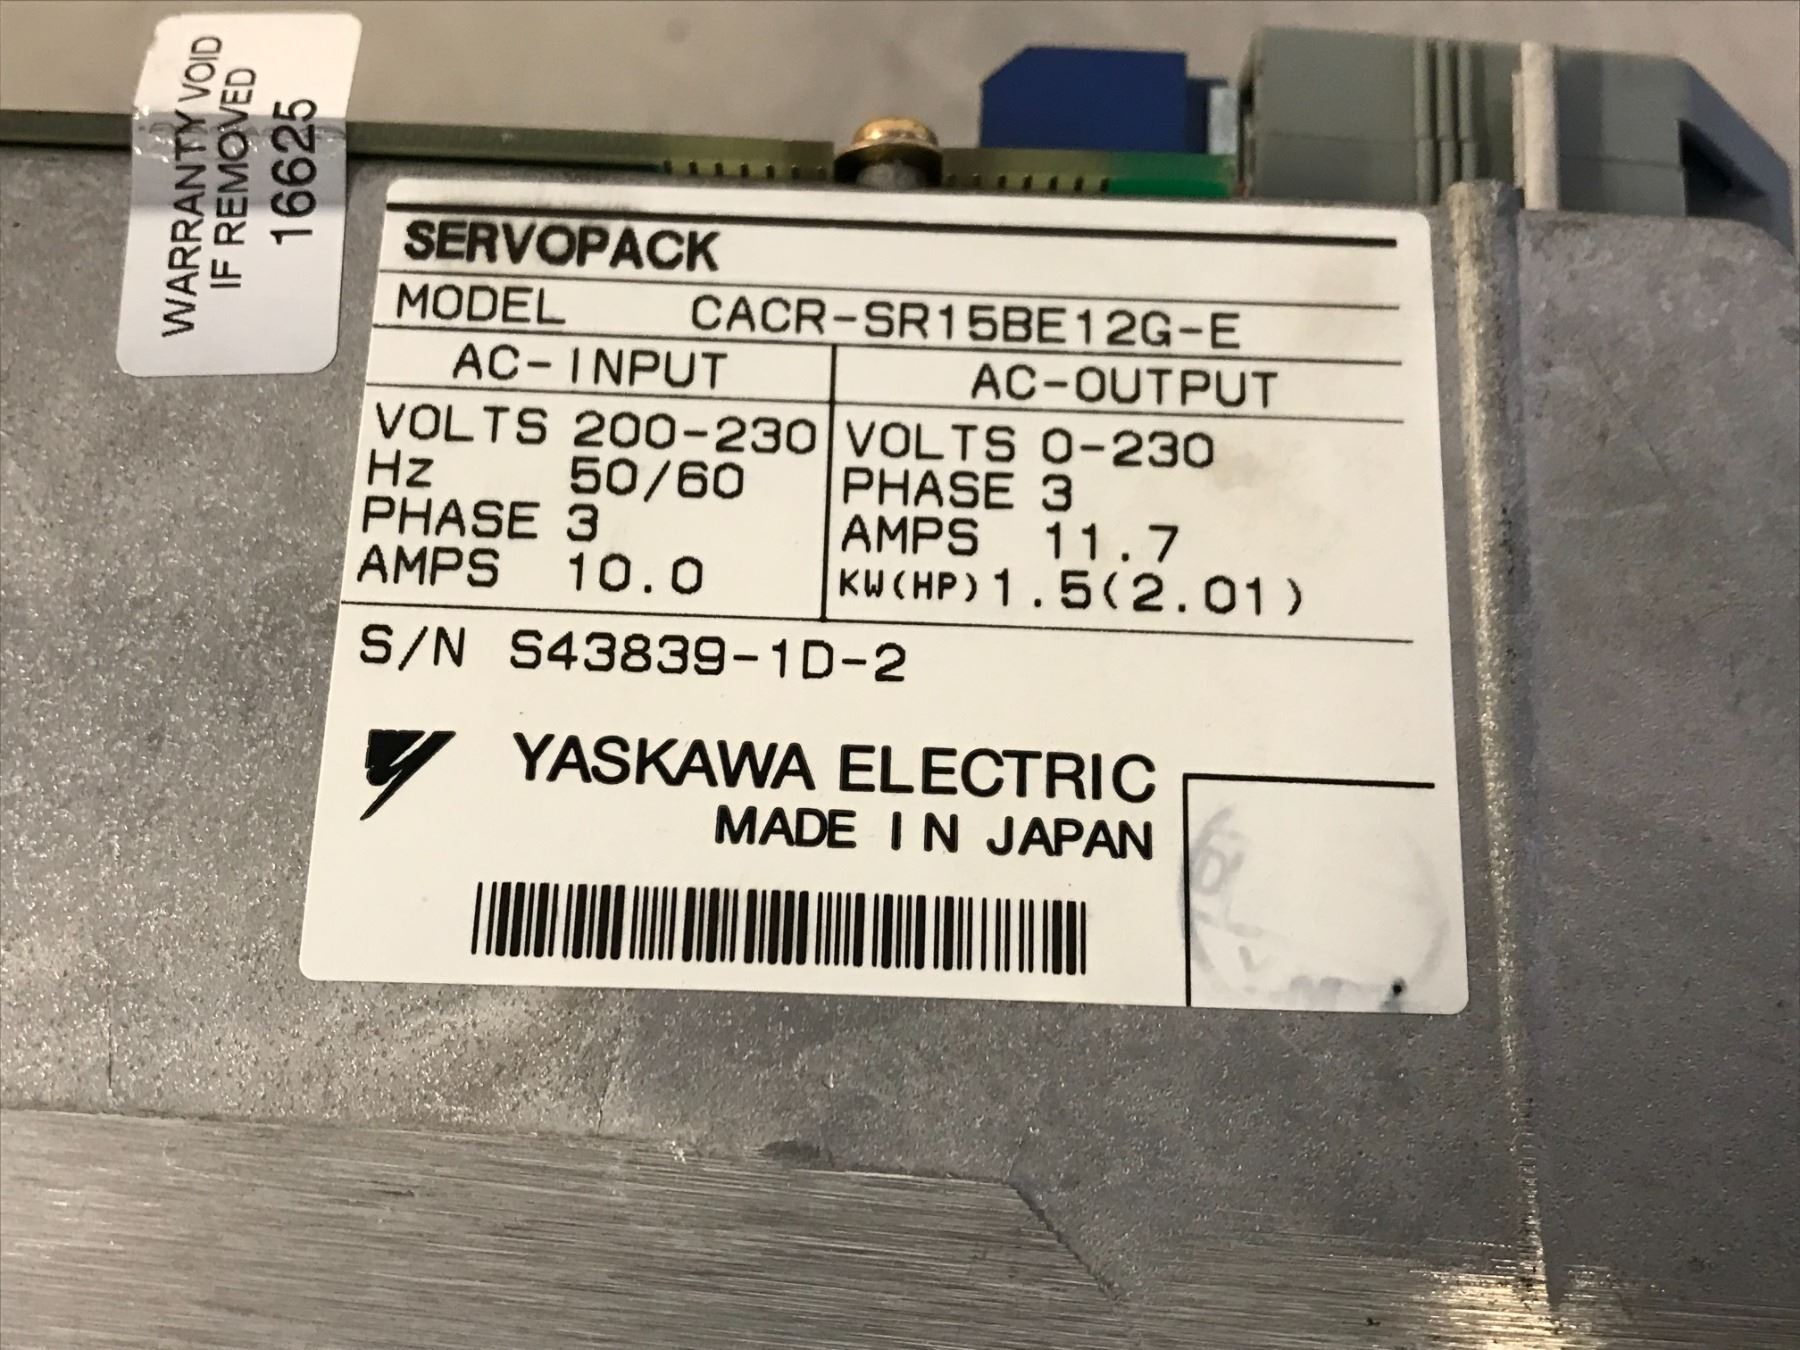 WARRANTY VOID
IF REMOVED
16625
SERVOPACK
MODEL CACR-SR15BE12G-E
AC-INPUT AC-OUTPUT
VOLTS 200-230 VOLTS 0-230
Hz 50/60 PHASE 3
PHASE 3 AMPS 11.7
AMPS 10.0 KW(HP) 1.5(2.01)
S/N S43839-1D-2
YASKAWA ELECTRIC
MADE IN JAPAN